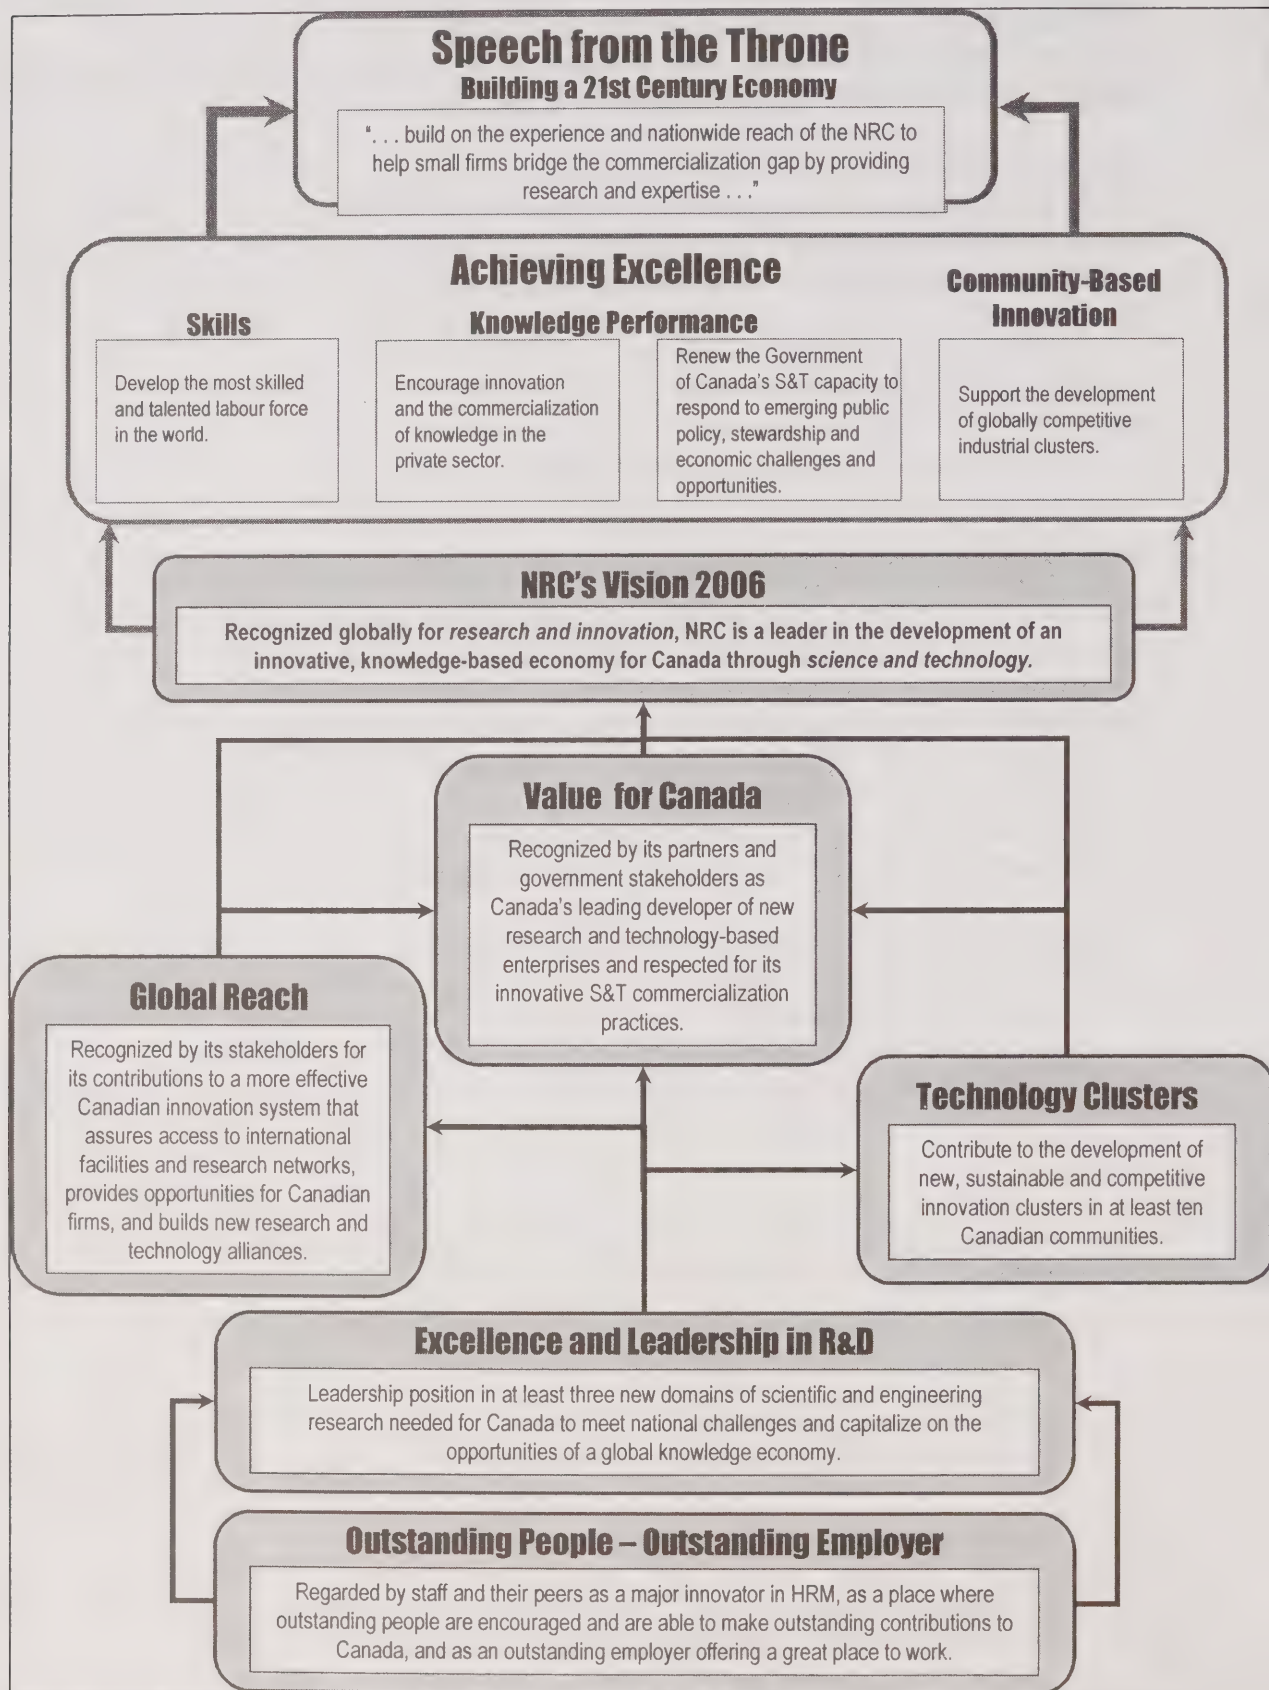 Speech from the Throne
Building a 21st Century Economy
". . . build on the experience and nationwide reach of the NRC to
help small firms bridge the commercialization gap by providing
research and expertise . . ."
Achieving Excellence
Skills
Develop the most skilled
and talented labour force
in the world.
Knowledge Performance
Encourage innovation
and the commercialization
of knowledge in the
private sector.
Renew the Government
of Canada's S&T capacity to
respond to emerging public
policy, stewardship and
economic challenges and
opportunities.
Community-Based
Innovation
Support the development
of globally competitive
industrial clusters.
NRC's Vision 2006
Recognized globally for research and innovation, NRC is a leader in the development of an
innovative, knowledge-based economy for Canada through science and technology.
Value for Canada
Recognized by its partners and
government stakeholders as
Canada's leading developer of new
research and technology-based
enterprises and respected for its
innovative S&T commercialization
practices.
Global Reach
Recognized by its stakeholders for
its contributions to a more effective
Canadian innovation system that
assures access to international
facilities and research networks,
provides opportunities for Canadian
firms, and builds new research and
technology alliances.
Technology Clusters
Contribute to the development of
new, sustainable and competitive
innovation clusters in at least ten
Canadian communities.
Excellence and Leadership in R&D
Leadership position in at least three new domains of scientific and engineering
research needed for Canada to meet national challenges and capitalize on the
opportunities of a global knowledge economy.
Outstanding People – Outstanding Employer
Regarded by staff and their peers as a major innovator in HRM, as a place where
outstanding people are encouraged and are able to make outstanding contributions to
Canada, and as an outstanding employer offering a great place to work.